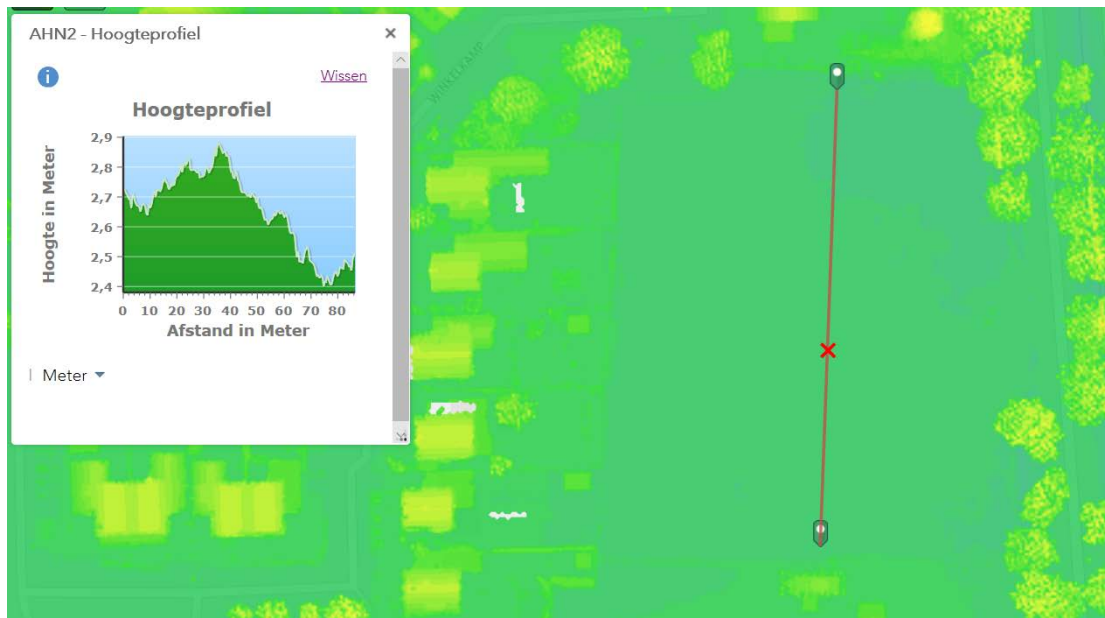 AHN2 - Hoogteprofiel
×
i
Wissen
Hoogteprofiel
Hoogte in Meter
2,9
2,8
2,7
2,6
2,5
2,4
0 10 20 30 40 50 60 70 80
Afstand in Meter
Meter
WINKELKAMP